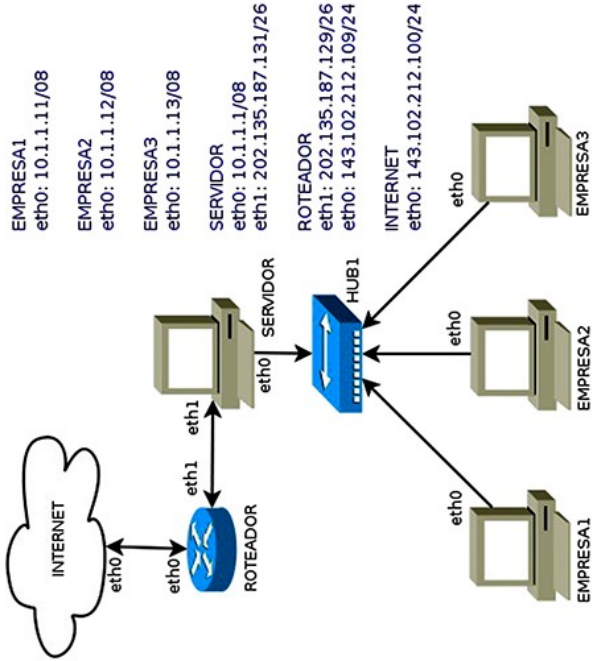 INTERNET
eth0
eth0
ROTEADOR
eth1
eth1
SERVIDOR
eth0
HUB1
eth0
EMPRESA1
eth0
EMPRESA2
eth0
EMPRESA3
EMPRESA1
eth0: 10.1.1.11/08
EMPRESA2
eth0: 10.1.1.12/08
EMPRESA3
eth0: 10.1.1.13/08
SERVIDOR
eth0: 10.1.1.1/08
eth1: 202.135.187.131/26
ROTEADOR
eth1: 202.135.187.129/26
eth0: 143.102.212.109/24
INTERNET
eth0: 143.102.212.100/24